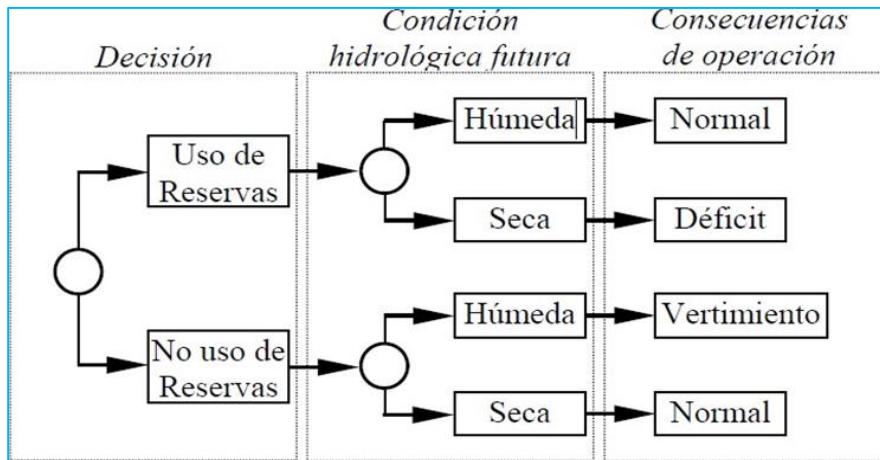 Decisión
Condición
hidrológica futura
Consecuencias
de operación
Uso de
Reservas
Húmeda
Normal
Seca
Déficit
No uso de
Reservas
Húmeda
Vertimiento
Seca
Normal